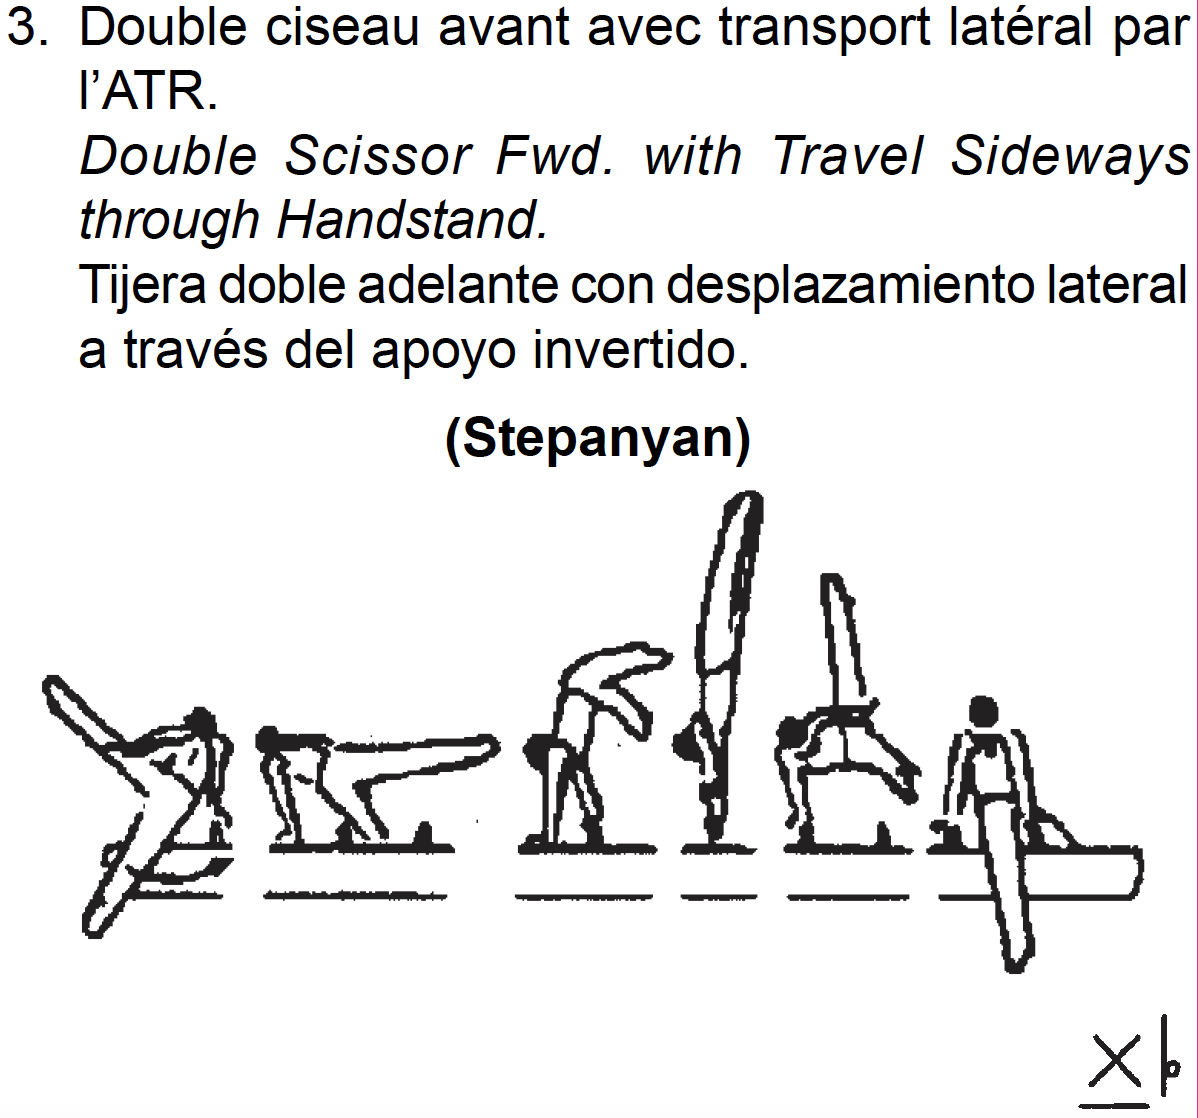 3. Double ciseau avant avec transport latéral par
l’ATR.
Double Scissor Fwd. with Travel Sideways
through Handstand.
Tijera doble adelante con desplazamiento lateral
a través del apoyo invertido.
(Stepanyan)